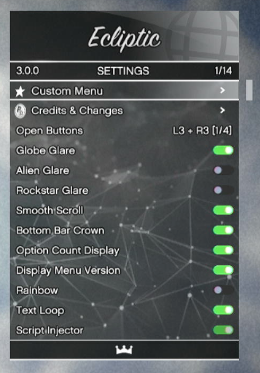 Ecliptic
3.0.0 SETTINGS 1/14
Custom Menu >
Credits & Changes >
Open Buttons L3 + R3 [1/4]
Globe Glare
Alien Glare
Rockstar Glare
Smooth Scroll
Bottom Bar Crown
Option Count Display
Display Menu Version
Rainbow
Text Loop
Script Injector